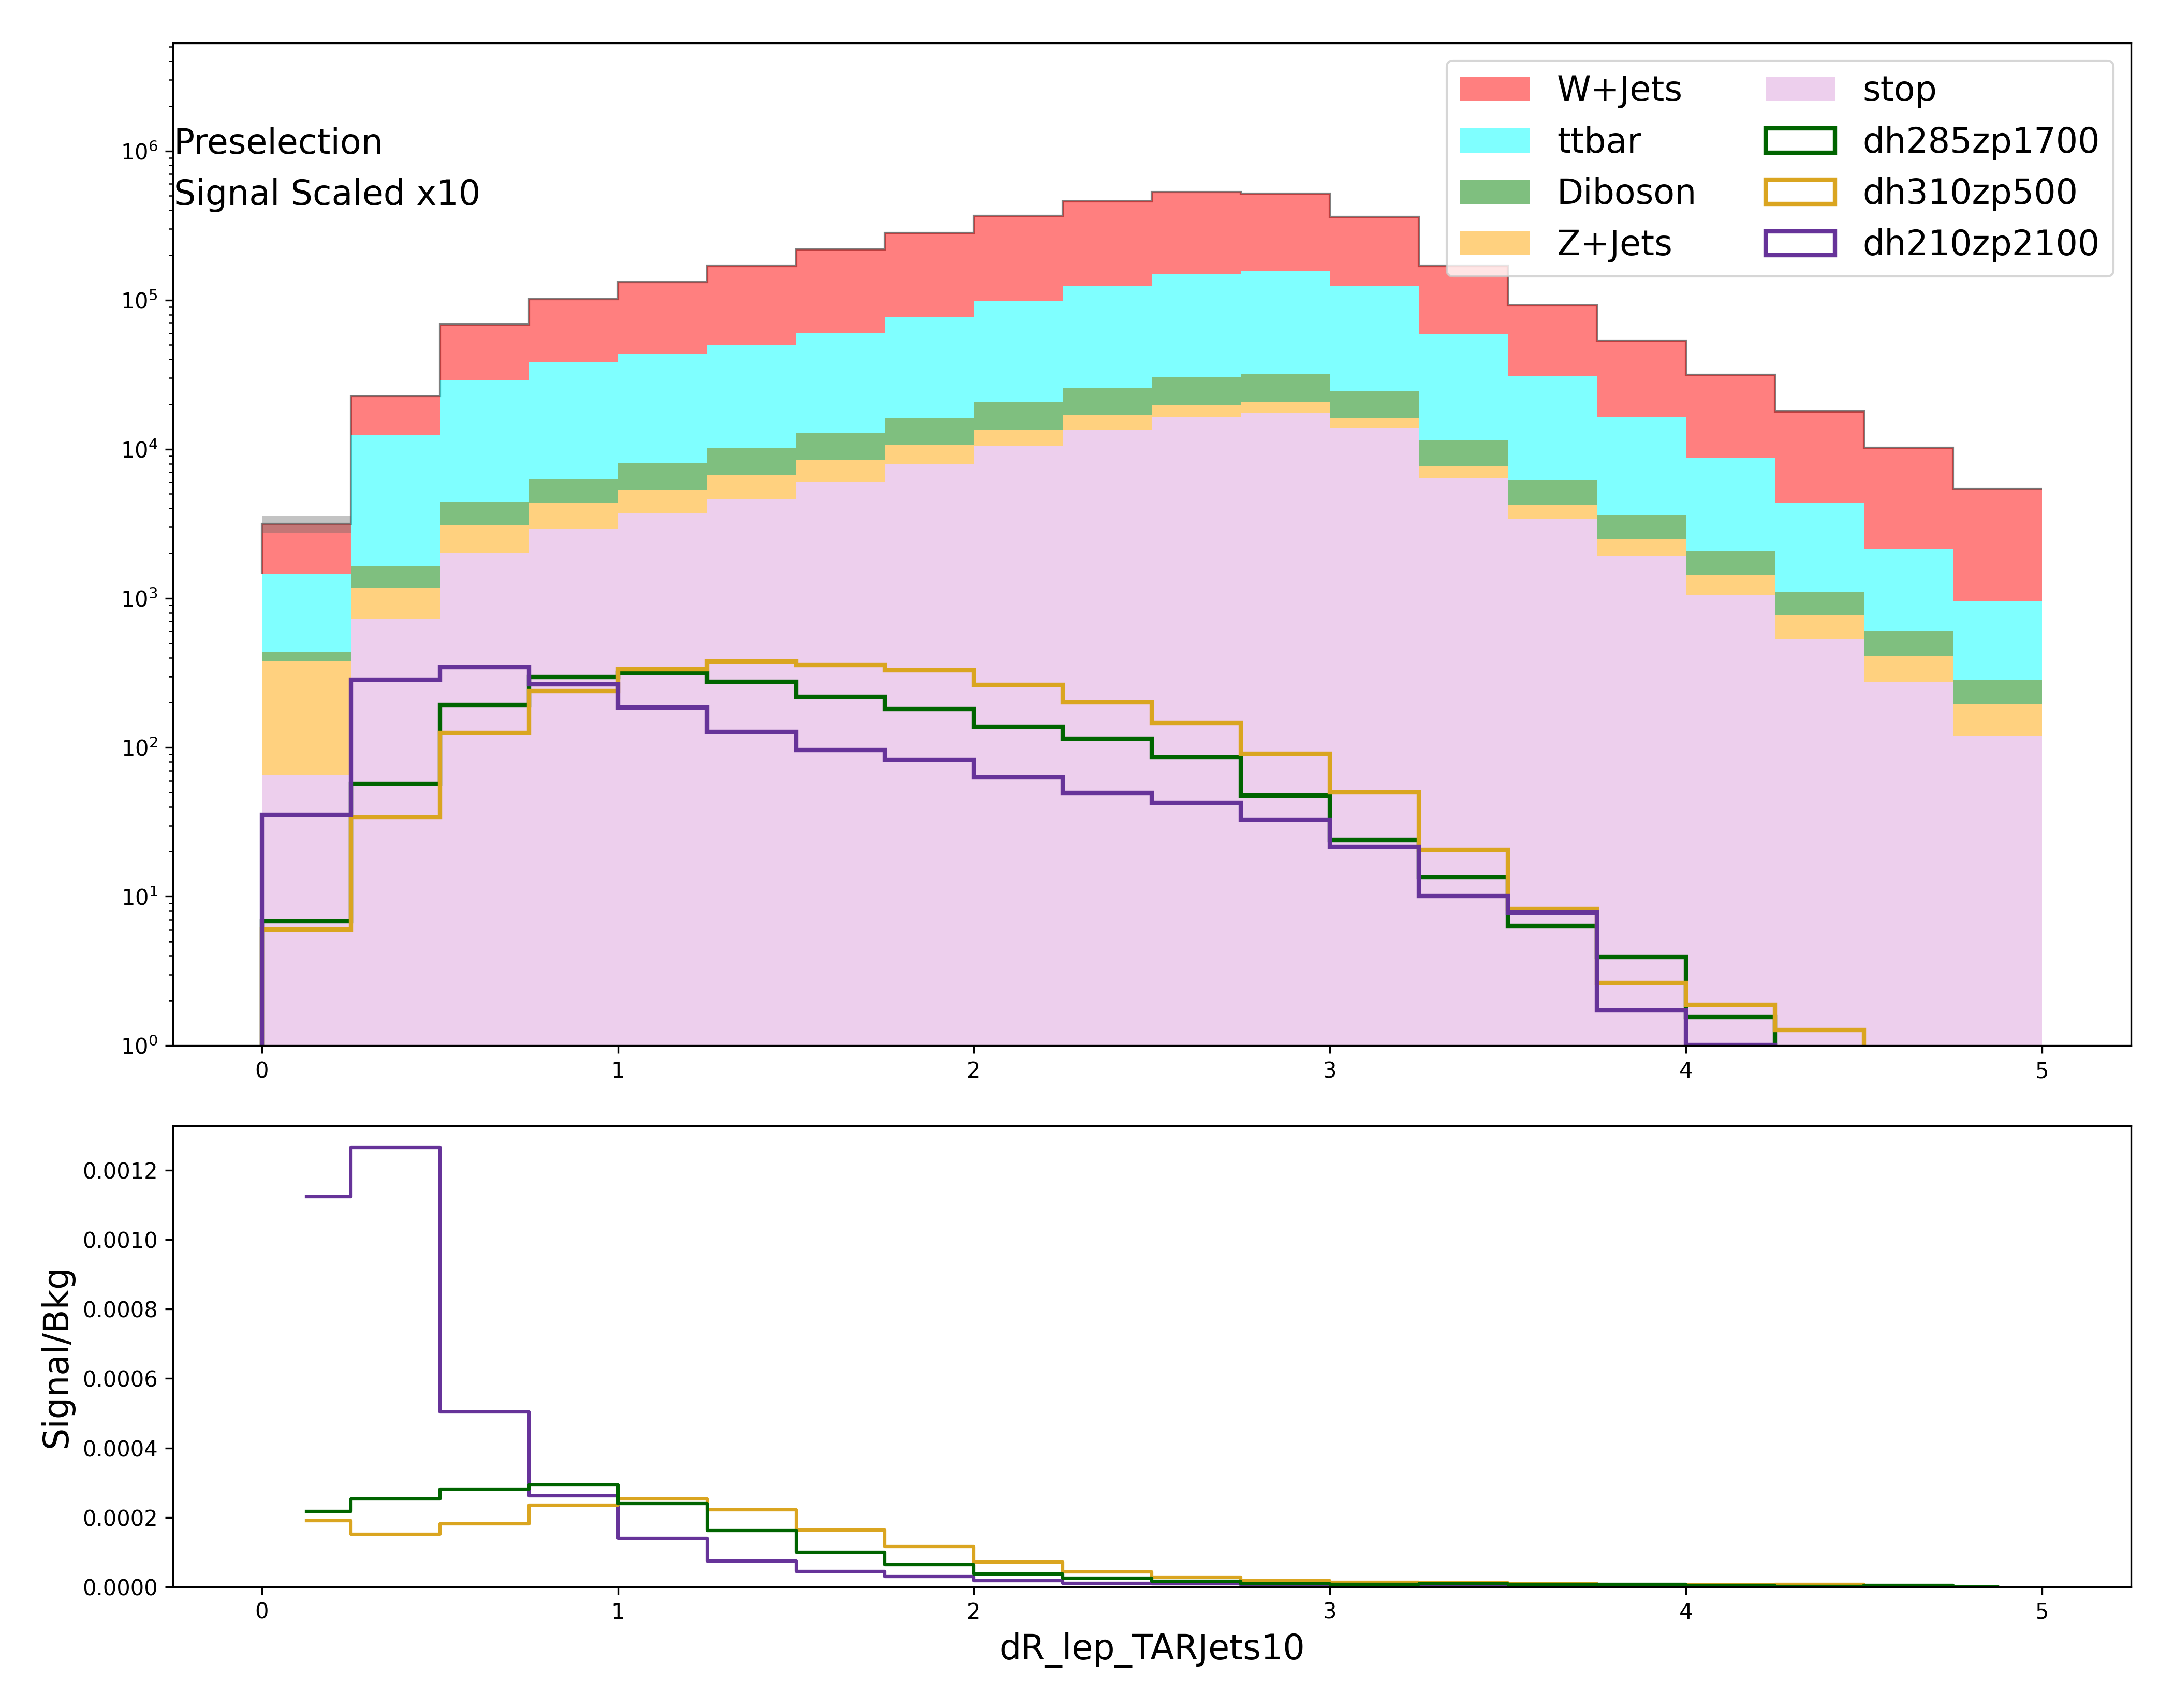 Preselection
Signal Scaled x10
W+Jets
ttbar
Diboson
Z+Jets
stop
dh285zp1700
dh310zp500
dh210zp2100
10⁶
10⁵
10⁴
10³
10²
10¹
10⁰
0 1 2 3 4 5
Signal/Bkg
0.0012
0.0010
0.0008
0.0006
0.0004
0.0002
0.0000
0 1 2 3 4 5
dR_lep_TARJets10